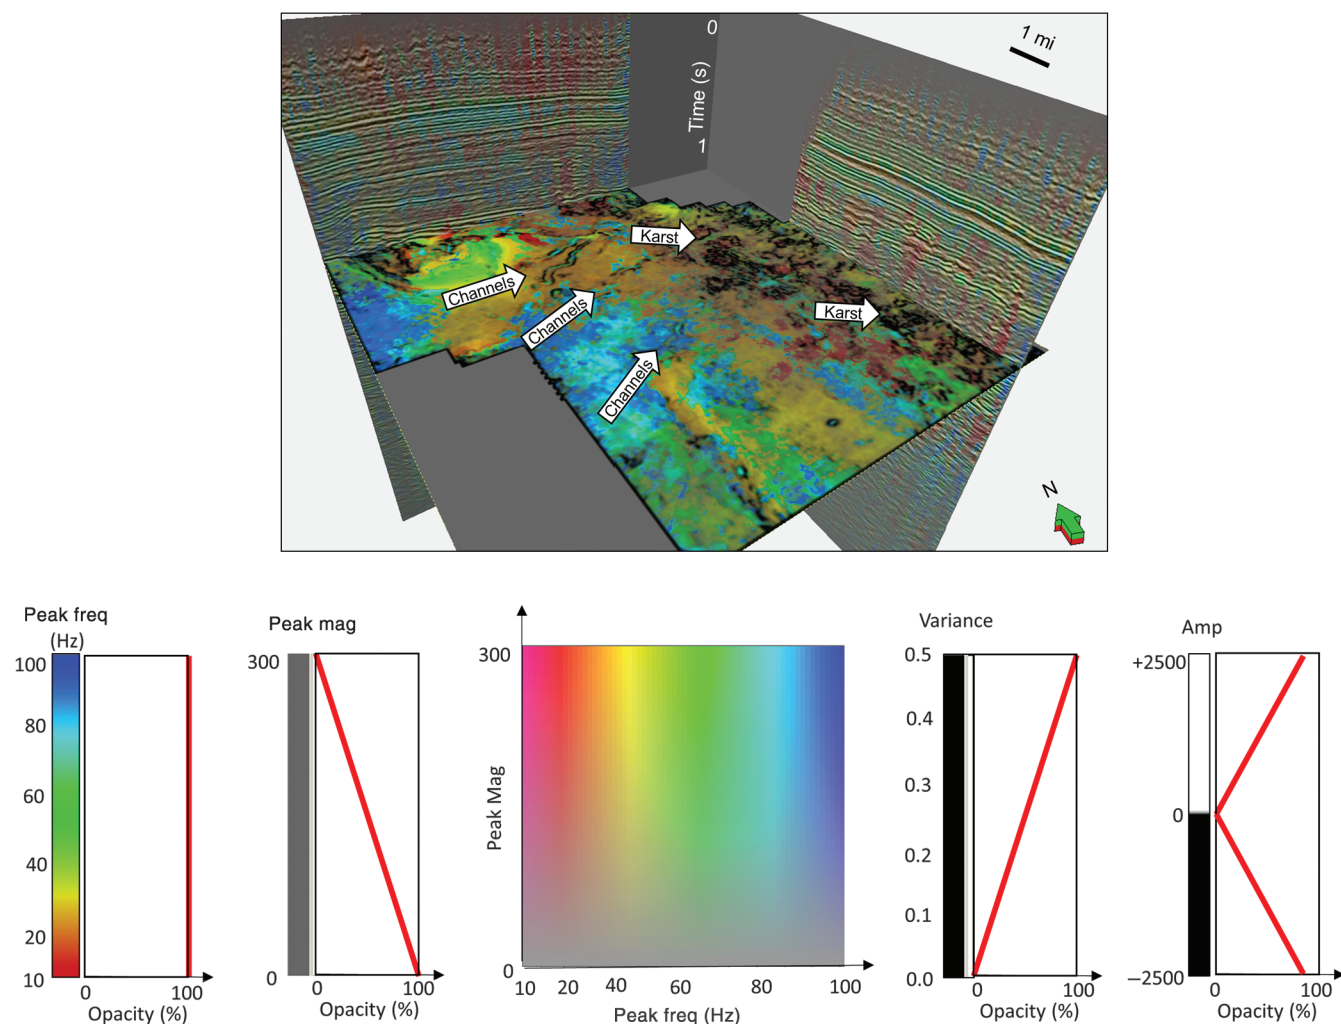 0
Time (s)
1
1 mi
Karst
Channels
Channels
Karst
Channels
N
Peak freq
(Hz)
100
80
60
40
20
10
0
100
Opacity (%)
Peak mag
300
0
0
100
Opacity (%)
300
Peak Mag
0
10 20 40 60 80 100
Peak freq (Hz)
Variance
0.5
0.4
0.3
0.2
0.1
0.0
0
100
Opacity (%)
Amp
+2500
0
−2500
0
100
Opacity (%)